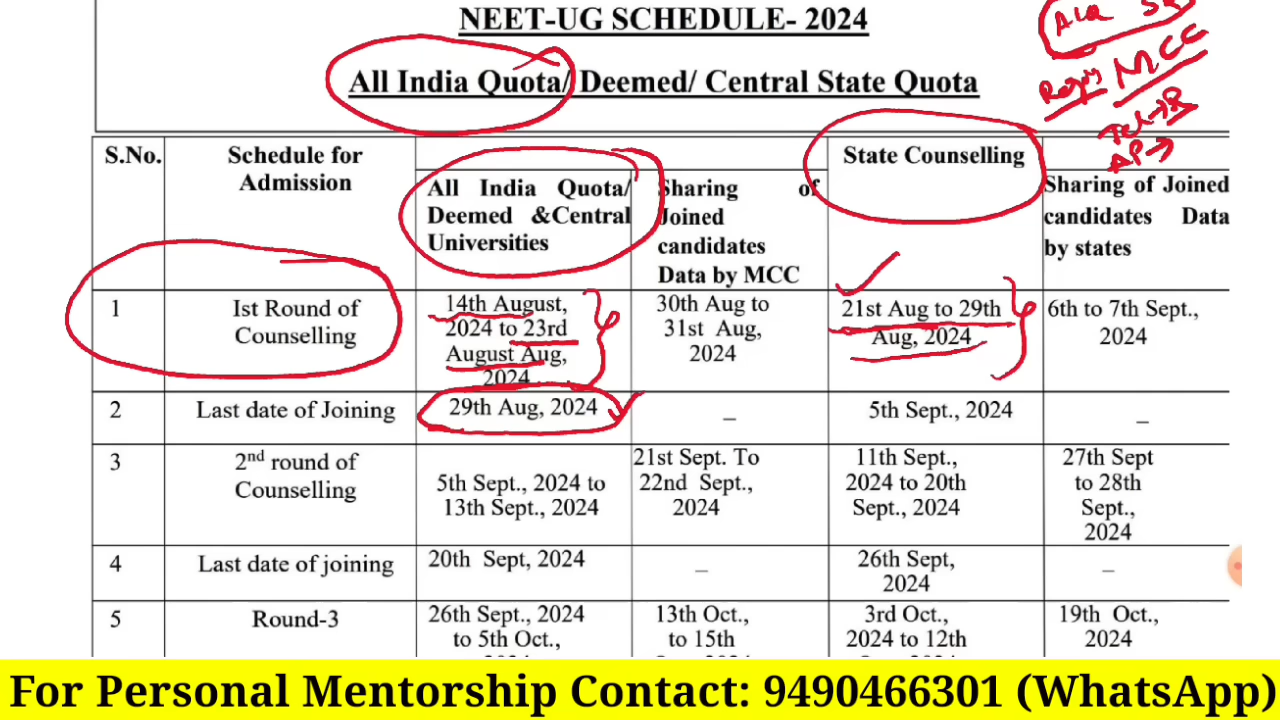 NEET-UG SCHEDULE- 2024
All India Quota/ Deemed/ Central State Quota
MCC
AP→
S.No.
Schedule for
Admission
All India Quota/
Deemed &Central
Universities
Sharing of
Joined
candidates
Data by MCC
State Counselling
Sharing of Joined
candidates Data
by states
1
Ist Round of
Counselling
14th August,
2024 to 23rd
August Aug,
2024
30th Aug to
31st Aug,
2024
21st Aug to 29th
Aug, 2024
6th to 7th Sept.,
2024
2
Last date of Joining
29th Aug, 2024
_
5th Sept., 2024
_
3
2nd round of
Counselling
5th Sept., 2024 to
13th Sept., 2024
21st Sept. To
22nd Sept.,
2024
11th Sept.,
2024 to 20th
Sept., 2024
27th Sept
to 28th
Sept.,
2024
4
Last date of joining
20th Sept, 2024
_
26th Sept,
2024
_
5
Round-3
26th Sept., 2024
to 5th Oct.,
13th Oct.,
to 15th
3rd Oct.,
2024 to 12th
19th Oct.,
2024
For Personal Mentorship Contact: 9490466301 (WhatsApp)